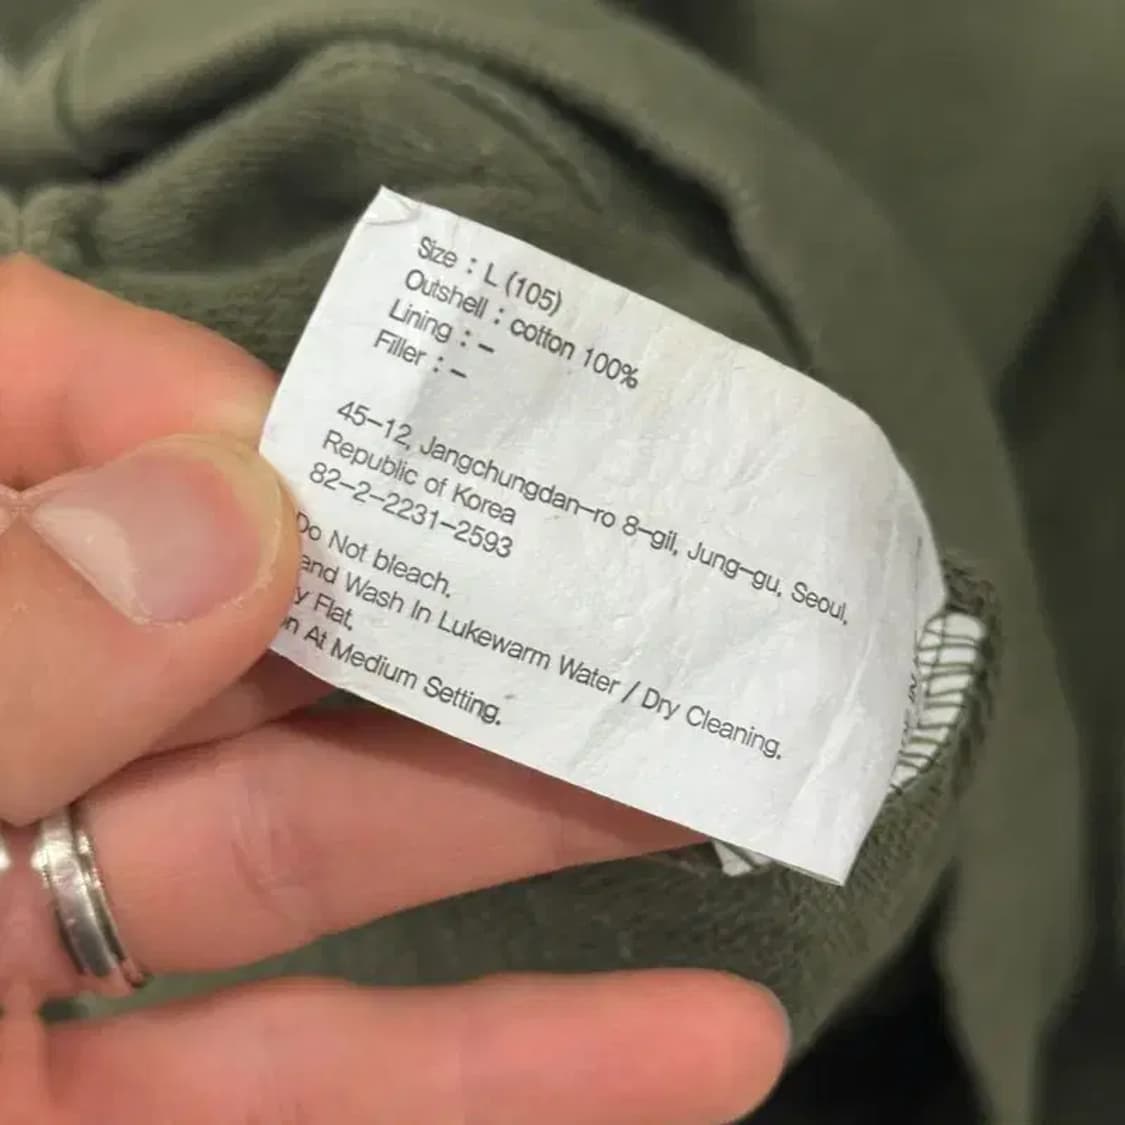 Size : L (105)
Outshell : cotton 100%
Lining : –
Filler : –
45–12, Jangchungdan–ro 8–gil, Jung–gu, Seoul,
Republic of Korea
82–2–2231–2593
Do Not bleach.
and Wash In Lukewarm Water / Dry Cleaning.
y Flat.
n At Medium Setting.